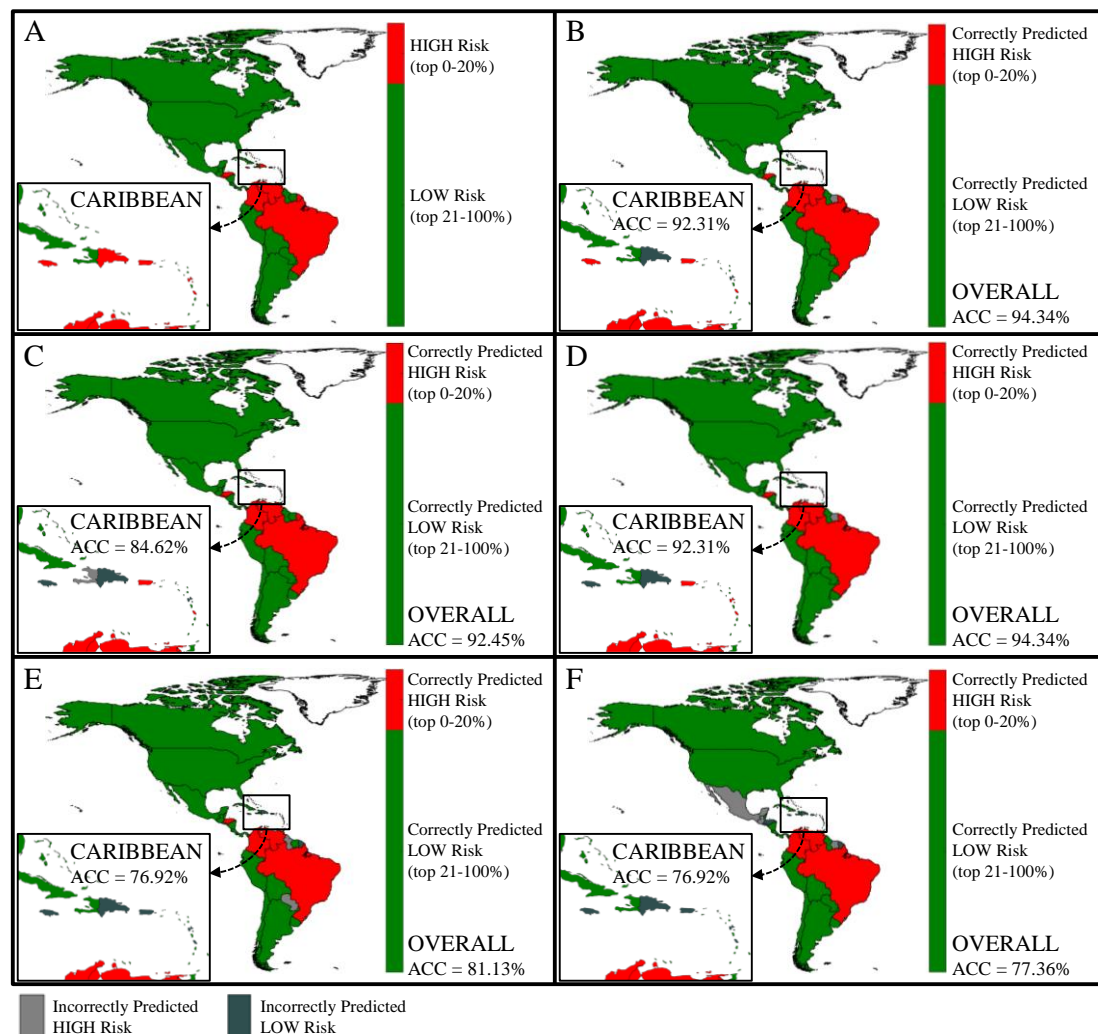 A
HIGH Risk
(top 0-20%)
LOW Risk
(top 21-100%)
CARIBBEAN
B
Correctly Predicted
HIGH Risk
(top 0-20%)
Correctly Predicted
LOW Risk
(top 21-100%)
CARIBBEAN
ACC = 92.31%
OVERALL
ACC = 94.34%
C
Correctly Predicted
HIGH Risk
(top 0-20%)
Correctly Predicted
LOW Risk
(top 21-100%)
CARIBBEAN
ACC = 84.62%
OVERALL
ACC = 92.45%
D
Correctly Predicted
HIGH Risk
(top 0-20%)
Correctly Predicted
LOW Risk
(top 21-100%)
CARIBBEAN
ACC = 92.31%
OVERALL
ACC = 94.34%
E
Correctly Predicted
HIGH Risk
(top 0-20%)
Correctly Predicted
LOW Risk
(top 21-100%)
CARIBBEAN
ACC = 76.92%
OVERALL
ACC = 81.13%
F
Correctly Predicted
HIGH Risk
(top 0-20%)
Correctly Predicted
LOW Risk
(top 21-100%)
CARIBBEAN
ACC = 76.92%
OVERALL
ACC = 77.36%
Incorrectly Predicted
HIGH Risk
Incorrectly Predicted
LOW Risk